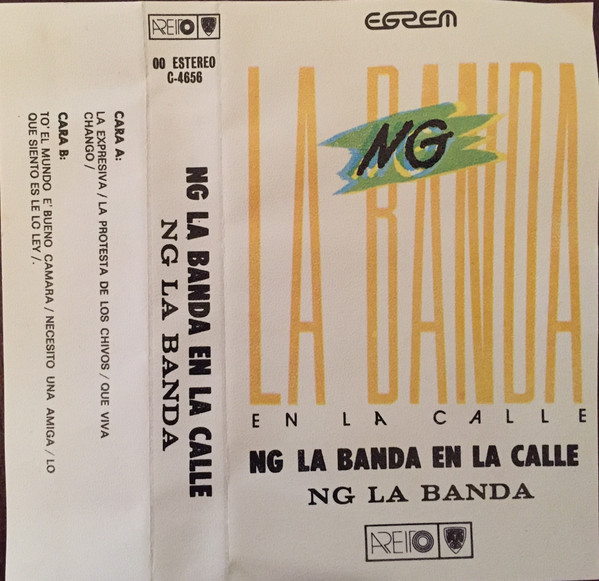 CARA A:
LA EXPRESIVA / LA PROTESTA DE LOS CHIVOS / QUE VIVA
CHANGO /
CARA B:
TO' EL MUNDO E' BUENO CAMARA / NECESITO UNA AMIGA / LO
QUE SIENTO ES LE LO LEY /.
AREITO
00 ESTEREO
C-4656
NG LA BANDA EN LA CALLE
NG LA BANDA
EGREM
LA BANDA
NG
EN LA CALLE
NG LA BANDA EN LA CALLE
NG LA BANDA
AREITO